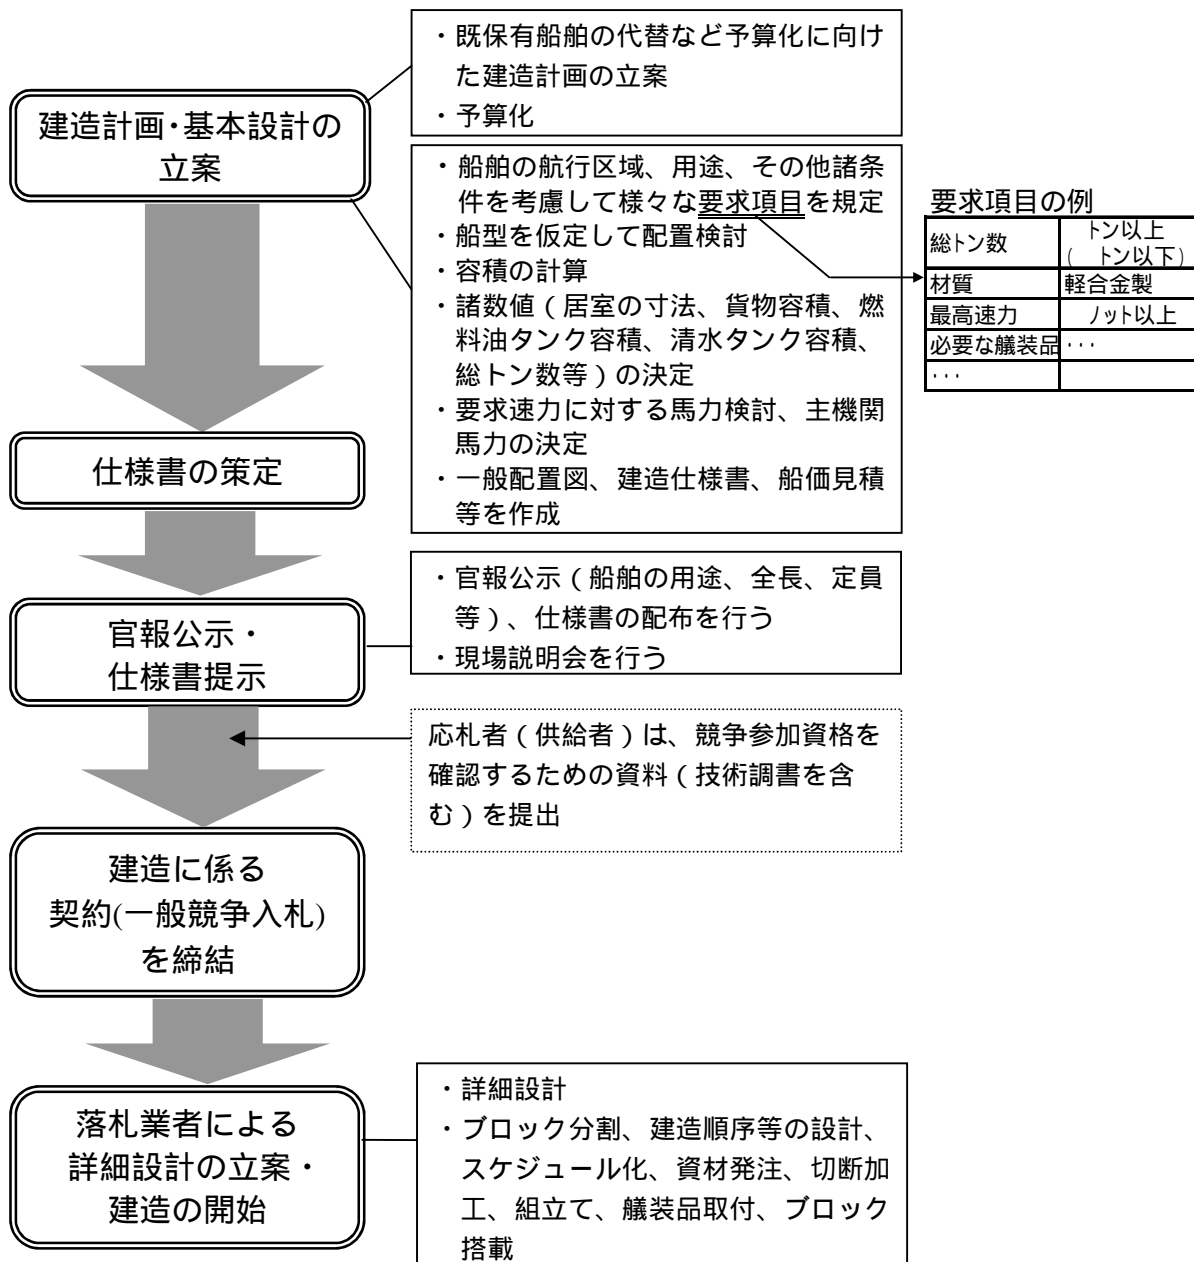 ・既保有船舶の代替など予算化に向け
た建造計画の立案
・予算化
建造計画・基本設計の
立案
・船舶の航行区域、用途、その他諸条
件を考慮して様々な要求項目を規定
・船型を仮定して配置検討
・容積の計算
・諸数値（居室の寸法、貨物容積、燃
料油タンク容積、清水タンク容積、
総トン数等）の決定
・要求速力に対する馬力検討、主機関
馬力の決定
・一般配置図、建造仕様書、船価見積
等を作成
要求項目の例
総トン数 トン以上
（ トン以下）
材質 軽合金製
最高速力 ノット以上
必要な艤装品 ・・・
・・・
仕様書の策定
・官報公示（船舶の用途、全長、定員
等）、仕様書の配布を行う
・現場説明会を行う
官報公示・
仕様書提示
応札者（供給者）は、競争参加資格を
確認するための資料（技術調書を含
む）を提出
建造に係る
契約(一般競争入札)
を締結
落札業者による
詳細設計の立案・
建造の開始
・詳細設計
・ブロック分割、建造順序等の設計、
スケジュール化、資材発注、切断加
工、組立て、艤装品取付、ブロック
搭載